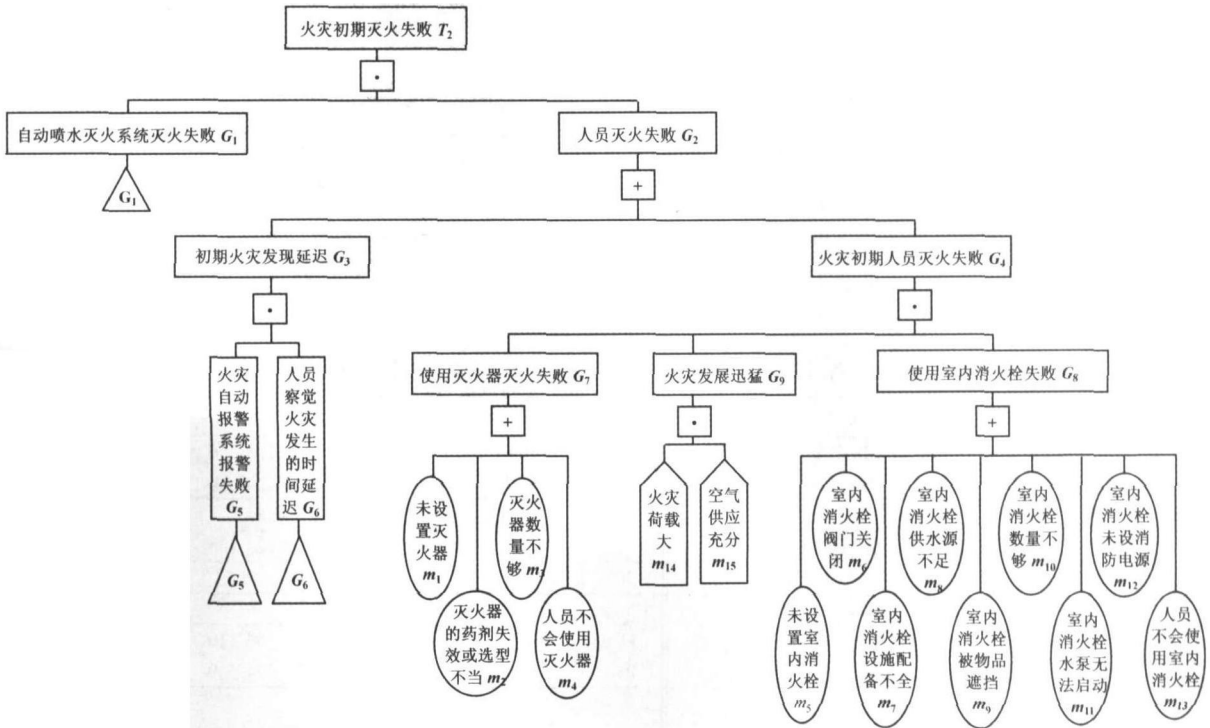 火灾初期灭火失败 T₂
·
自动喷水灭火系统灭火失败 G₁
人员灭火失败 G₂
G₁
+
初期火灾发现延迟 G₃
火灾初期人员灭火失败 G₄
·
·
火灾
自动
报警
系统
报警
失败
G₅
人员
察觉
火灾
发生
的时
间延
迟 G₆
使用灭火器灭火失败 G₇
火灾发展迅猛 G₉
使用室内消火栓失败 G₈
+
·
+
G₅
G₆
未设
置灭
火器
m₁
灭火器
的药剂失
效或选型
不当 m₂
灭火
器数
量不
够 m₃
人员不
会使用
灭火器
m₄
火灾
荷载
大
m₁₄
空气
供应
充分
m₁₅
未设
置室
内消
火栓
m₅
室内
消火栓
阀门关
闭 m₆
室内
消火栓
设施配
备不全
m₇
室内
消火栓
供水源
不足
m₈
室内
消火栓
被物品
遮挡
m₉
室内
消火栓
数量不
够 m₁₀
室内
消火栓
水泵无
法启动
m₁₁
室内
消火栓
未设消
防电源
m₁₂
人员
不会使
用室内
消火栓
m₁₃